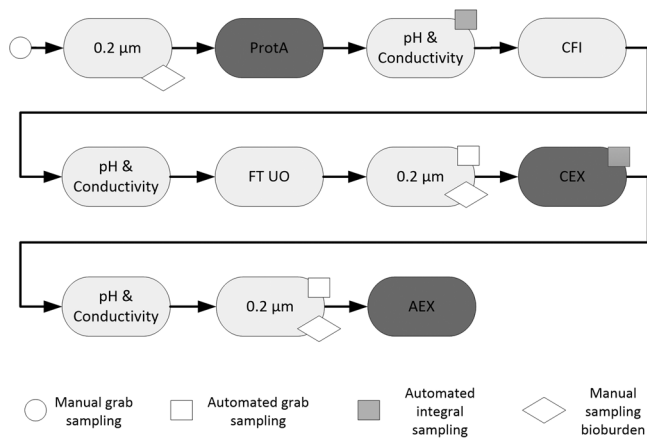 0.2 µm
ProtA
pH &
Conductivity
CFI
pH &
Conductivity
FT UO
0.2 µm
CEX
pH &
Conductivity
0.2 µm
AEX
Manual grab
sampling
Automated grab
sampling
Automated
integral
sampling
Manual
sampling
bioburden